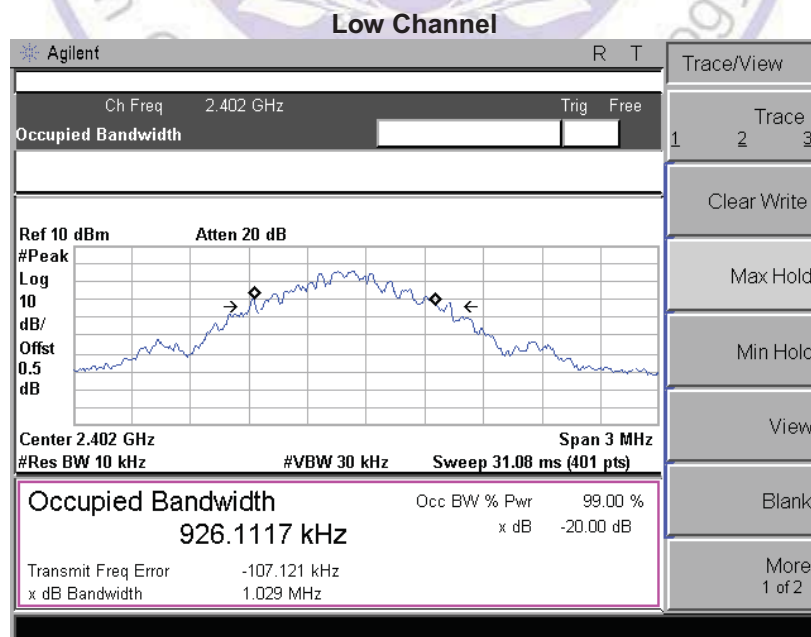 Low Channel
Agilent R T
Trace/View
Ch Freq 2.402 GHz Trig Free
Occupied Bandwidth
Trace
1 2 3
Clear Write
Ref 10 dBm Atten 20 dB
#Peak
Log
10
dB/
Offst
0.5
dB
Max Hold
Min Hold
View
Center 2.402 GHz Span 3 MHz
#Res BW 10 kHz #VBW 30 kHz Sweep 31.08 ms (401 pts)
Occupied Bandwidth Occ BW % Pwr 99.00 %
926.1117 kHz x dB -20.00 dB
Blank
Transmit Freq Error -107.121 kHz
x dB Bandwidth 1.029 MHz
More
1 of 2